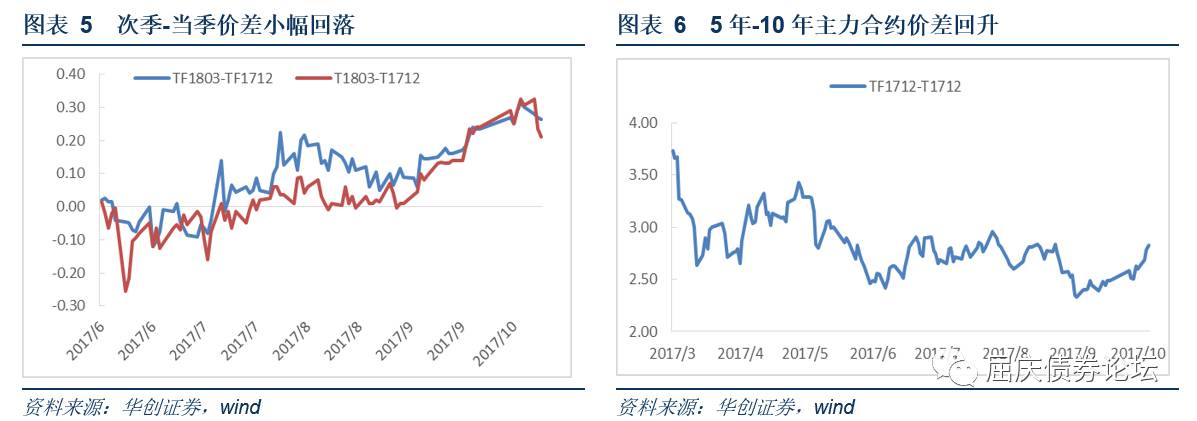 图表 5 次季-当季价差小幅回落
TF1803-TF1712 T1803-T1712
0.40
0.30
0.20
0.10
0.00
-0.10
-0.20
-0.30
2017/6 2017/6 2017/7 2017/7 2017/8 2017/8 2017/9 2017/9 2017/10
资料来源：华创证券，wind
图表 6 5 年-10 年主力合约价差回升
TF1712-T1712
4.00
3.50
3.00
2.50
2.00
2017/3 2017/4 2017/5 2017/6 2017/7 2017/8 2017/9 2017/10
屈庆债券论坛
资料来源：华创证券，wind